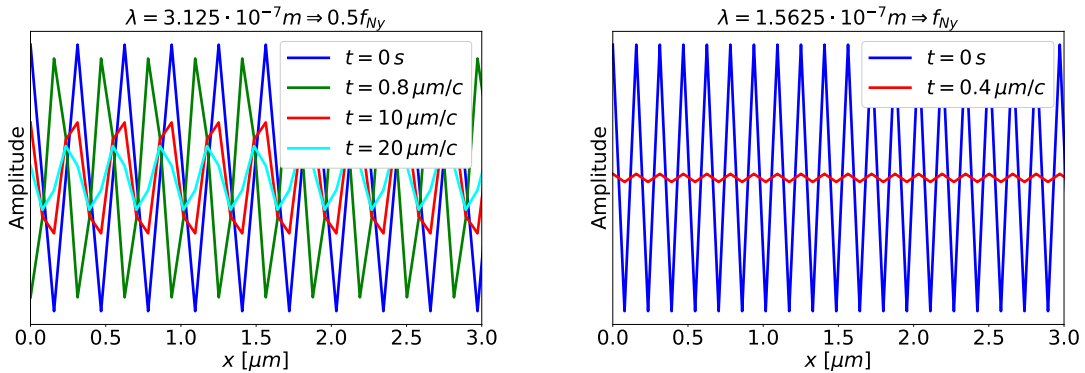 λ = 3.125 · 10⁻⁷m ⇒ 0.5f_Ny
Amplitude
t = 0 s
t = 0.8 μm/c
t = 10 μm/c
t = 20 μm/c
0.0 0.5 1.0 1.5 2.0 2.5 3.0
x [μm]
λ = 1.5625 · 10⁻⁷m ⇒ f_Ny
Amplitude
t = 0 s
t = 0.4 μm/c
0.0 0.5 1.0 1.5 2.0 2.5 3.0
x [μm]